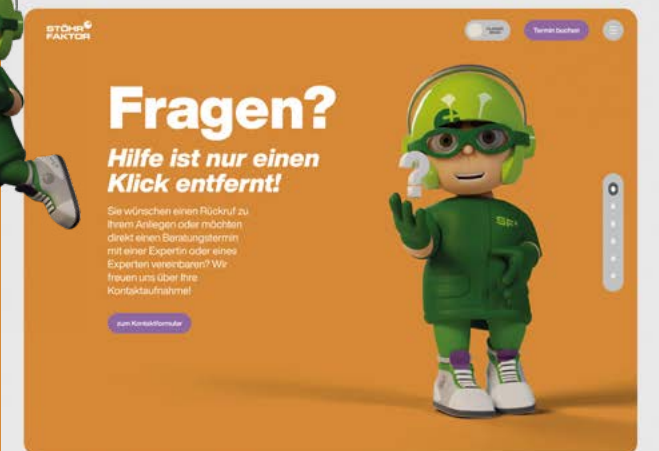 STÖHR
FAKTOR
Termin buchen
Fragen?
Hilfe ist nur einen
Klick entfernt!
Sie wünschen einen Rückruf zu
Ihrem Anliegen oder möchten
direkt einen Beratungstermin
mit einer Expertin oder eines
Experten vereinbaren? Wir
freuen uns über Ihre
Kontaktaufnahme!
zum Kontaktformular